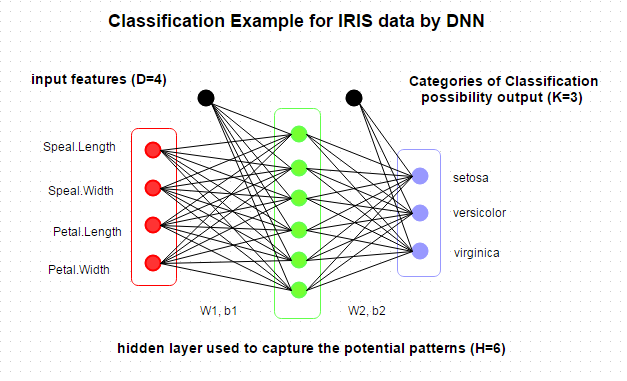 Classification Example for IRIS data by DNN
input features (D=4)
Categories of Classification
possibility output (K=3)
Speal.Length
Speal.Width
Petal.Length
Petal.Width
setosa
versicolor
virginica
W1, b1
W2, b2
hidden layer used to capture the potential patterns (H=6)